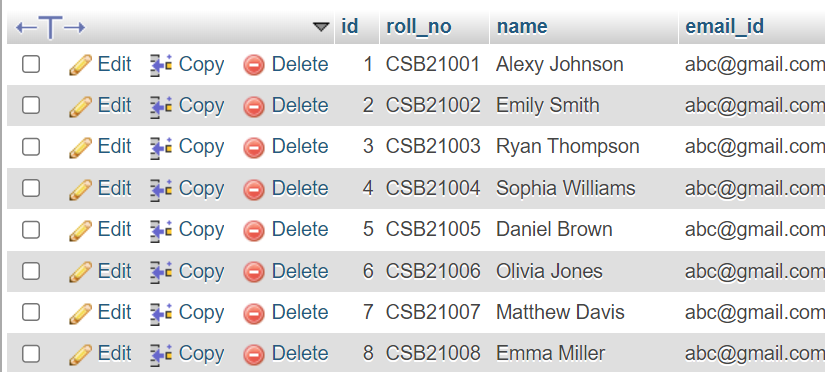 id roll_no name email_id
Edit Copy Delete 1 CSB21001 Alexy Johnson abc@gmail.com
Edit Copy Delete 2 CSB21002 Emily Smith abc@gmail.com
Edit Copy Delete 3 CSB21003 Ryan Thompson abc@gmail.com
Edit Copy Delete 4 CSB21004 Sophia Williams abc@gmail.com
Edit Copy Delete 5 CSB21005 Daniel Brown abc@gmail.com
Edit Copy Delete 6 CSB21006 Olivia Jones abc@gmail.com
Edit Copy Delete 7 CSB21007 Matthew Davis abc@gmail.com
Edit Copy Delete 8 CSB21008 Emma Miller abc@gmail.com